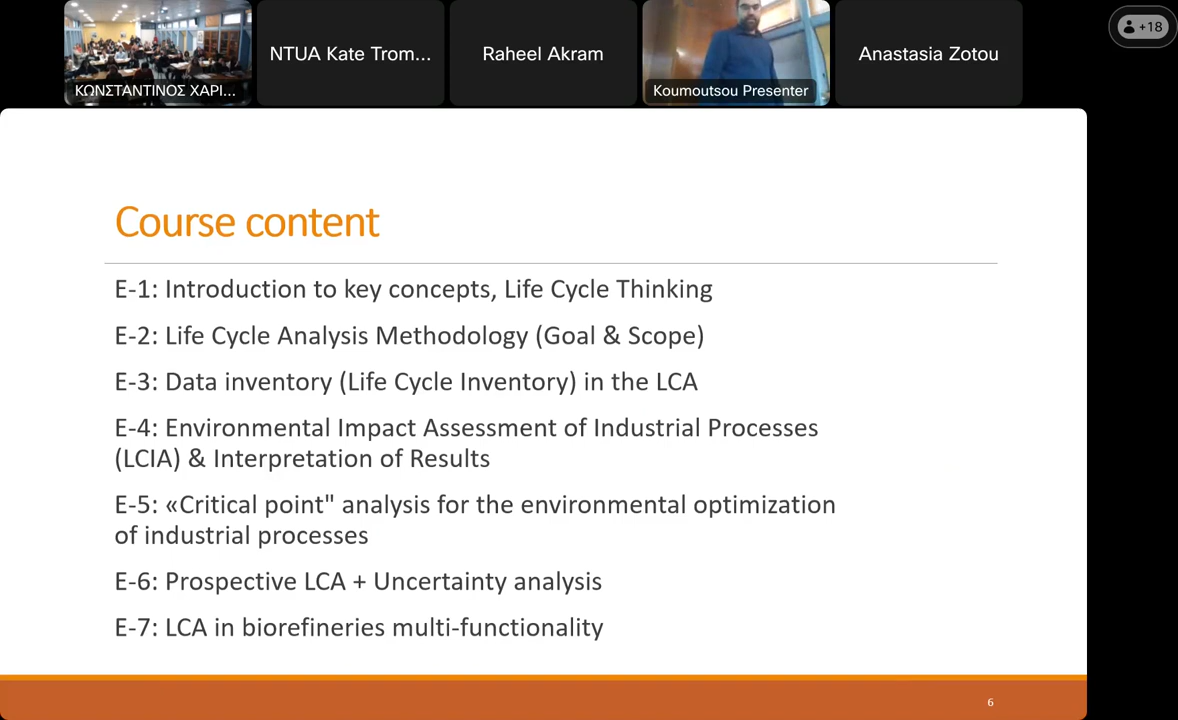 ΚΩΝΣΤΑΝΤΙΝΟΣ ΧΑΡΙ...
NTUA Kate Trom...
Raheel Akram
Koumoutsou Presenter
Anastasia Zotou
+18
Course content
E-1: Introduction to key concepts, Life Cycle Thinking
E-2: Life Cycle Analysis Methodology (Goal & Scope)
E-3: Data inventory (Life Cycle Inventory) in the LCA
E-4: Environmental Impact Assessment of Industrial Processes
(LCIA) & Interpretation of Results
E-5: «Critical point" analysis for the environmental optimization
of industrial processes
E-6: Prospective LCA + Uncertainty analysis
E-7: LCA in biorefineries multi-functionality
6